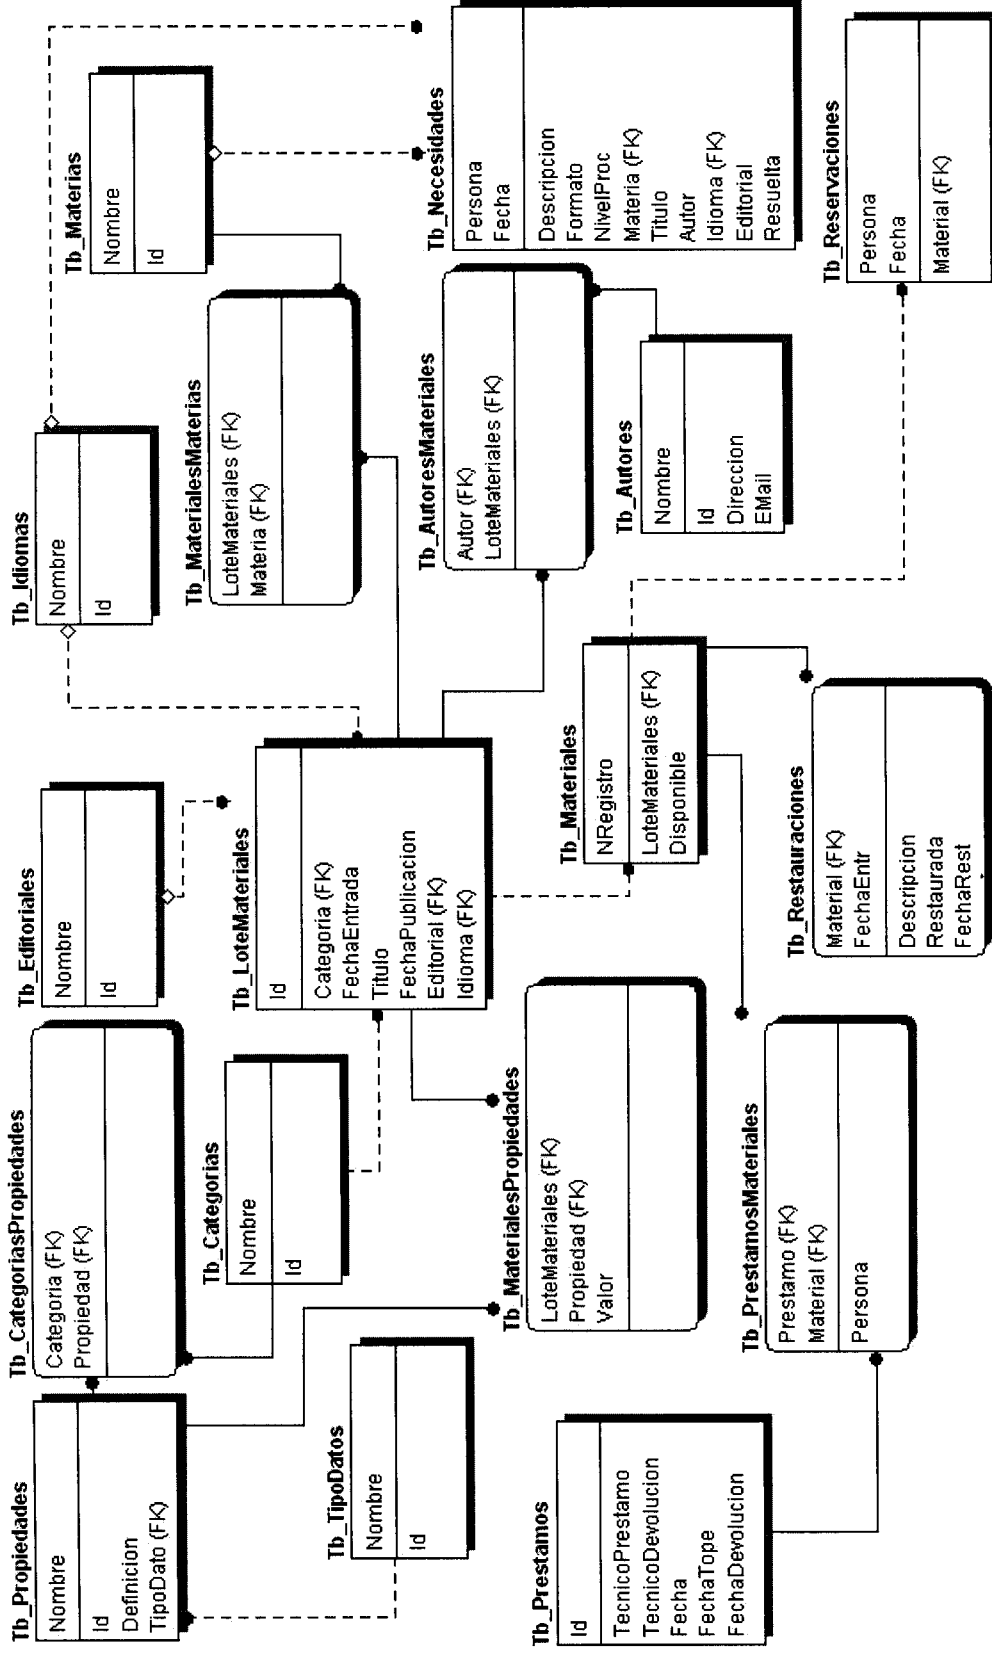 Tb_Propiedades
Nombre
Id
Definicion
TipoDato (FK)
Tb_CategoriasPropiedades
Categoria (FK)
Propiedad (FK)
Tb_Editoriales
Nombre
Id
Tb_Idiomas
Nombre
Id
Tb_Materias
Nombre
Id
Tb_TipoDatos
Nombre
Id
Tb_Categorias
Nombre
Id
Tb_LoteMateriales
Id
Categoria (FK)
FechaEntrada
Titulo
FechaPublicacion
Editorial (FK)
Idioma (FK)
Tb_MaterialesMaterias
LoteMateriales (FK)
Materia (FK)
Tb_AutoresMateriales
Autor (FK)
LoteMateriales (FK)
Tb_Necesidades
Persona
Fecha
Descripcion
Formato
NivelProc
Materia (FK)
Titulo
Autor
Idioma (FK)
Editorial
Resuelta
Tb_MaterialesPropiedades
LoteMateriales (FK)
Propiedad (FK)
Valor
Tb_Materiales
NRegistro
LoteMateriales (FK)
Disponible
Tb_Autores
Nombre
Id
Direccion
EMail
Tb_Prestamos
Id
TecnicoPrestamo
TecnicoDevolucion
Fecha
FechaTope
FechaDevolucion
Tb_PrestamosMateriales
Prestamo (FK)
Material (FK)
Persona
Tb_Restauraciones
Material (FK)
FechaEntr
Descripcion
Restaurada
FechaRest
Tb_Reservaciones
Persona
Fecha
Material (FK)